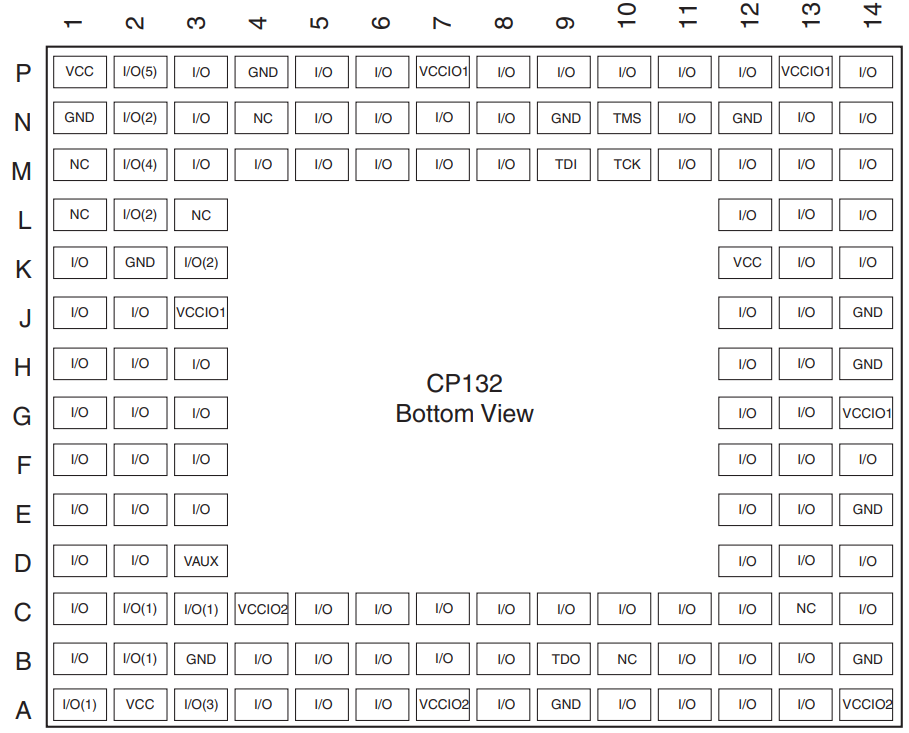 1 2 3 4 5 6 7 8 9 10 11 12 13 14
P VCC I/O(5) I/O GND I/O I/O VCCIO1 I/O I/O I/O I/O I/O VCCIO1 I/O
N GND I/O(2) I/O NC I/O I/O I/O I/O GND TMS I/O GND I/O I/O
M NC I/O(4) I/O I/O I/O I/O I/O I/O TDI TCK I/O I/O I/O I/O
L NC I/O(2) NC I/O I/O I/O
K I/O GND I/O(2) VCC I/O I/O
J I/O I/O VCCIO1 I/O I/O GND
H I/O I/O I/O I/O I/O GND
CP132
Bottom View
G I/O I/O I/O I/O I/O VCCIO1
F I/O I/O I/O I/O I/O I/O
E I/O I/O I/O I/O I/O GND
D I/O I/O VAUX I/O I/O I/O
C I/O I/O(1) I/O(1) VCCIO2 I/O I/O I/O I/O I/O I/O I/O I/O NC I/O
B I/O I/O(1) GND I/O I/O I/O I/O I/O TDO NC I/O I/O I/O GND
A I/O(1) VCC I/O(3) I/O I/O I/O VCCIO2 I/O GND I/O I/O I/O I/O VCCIO2